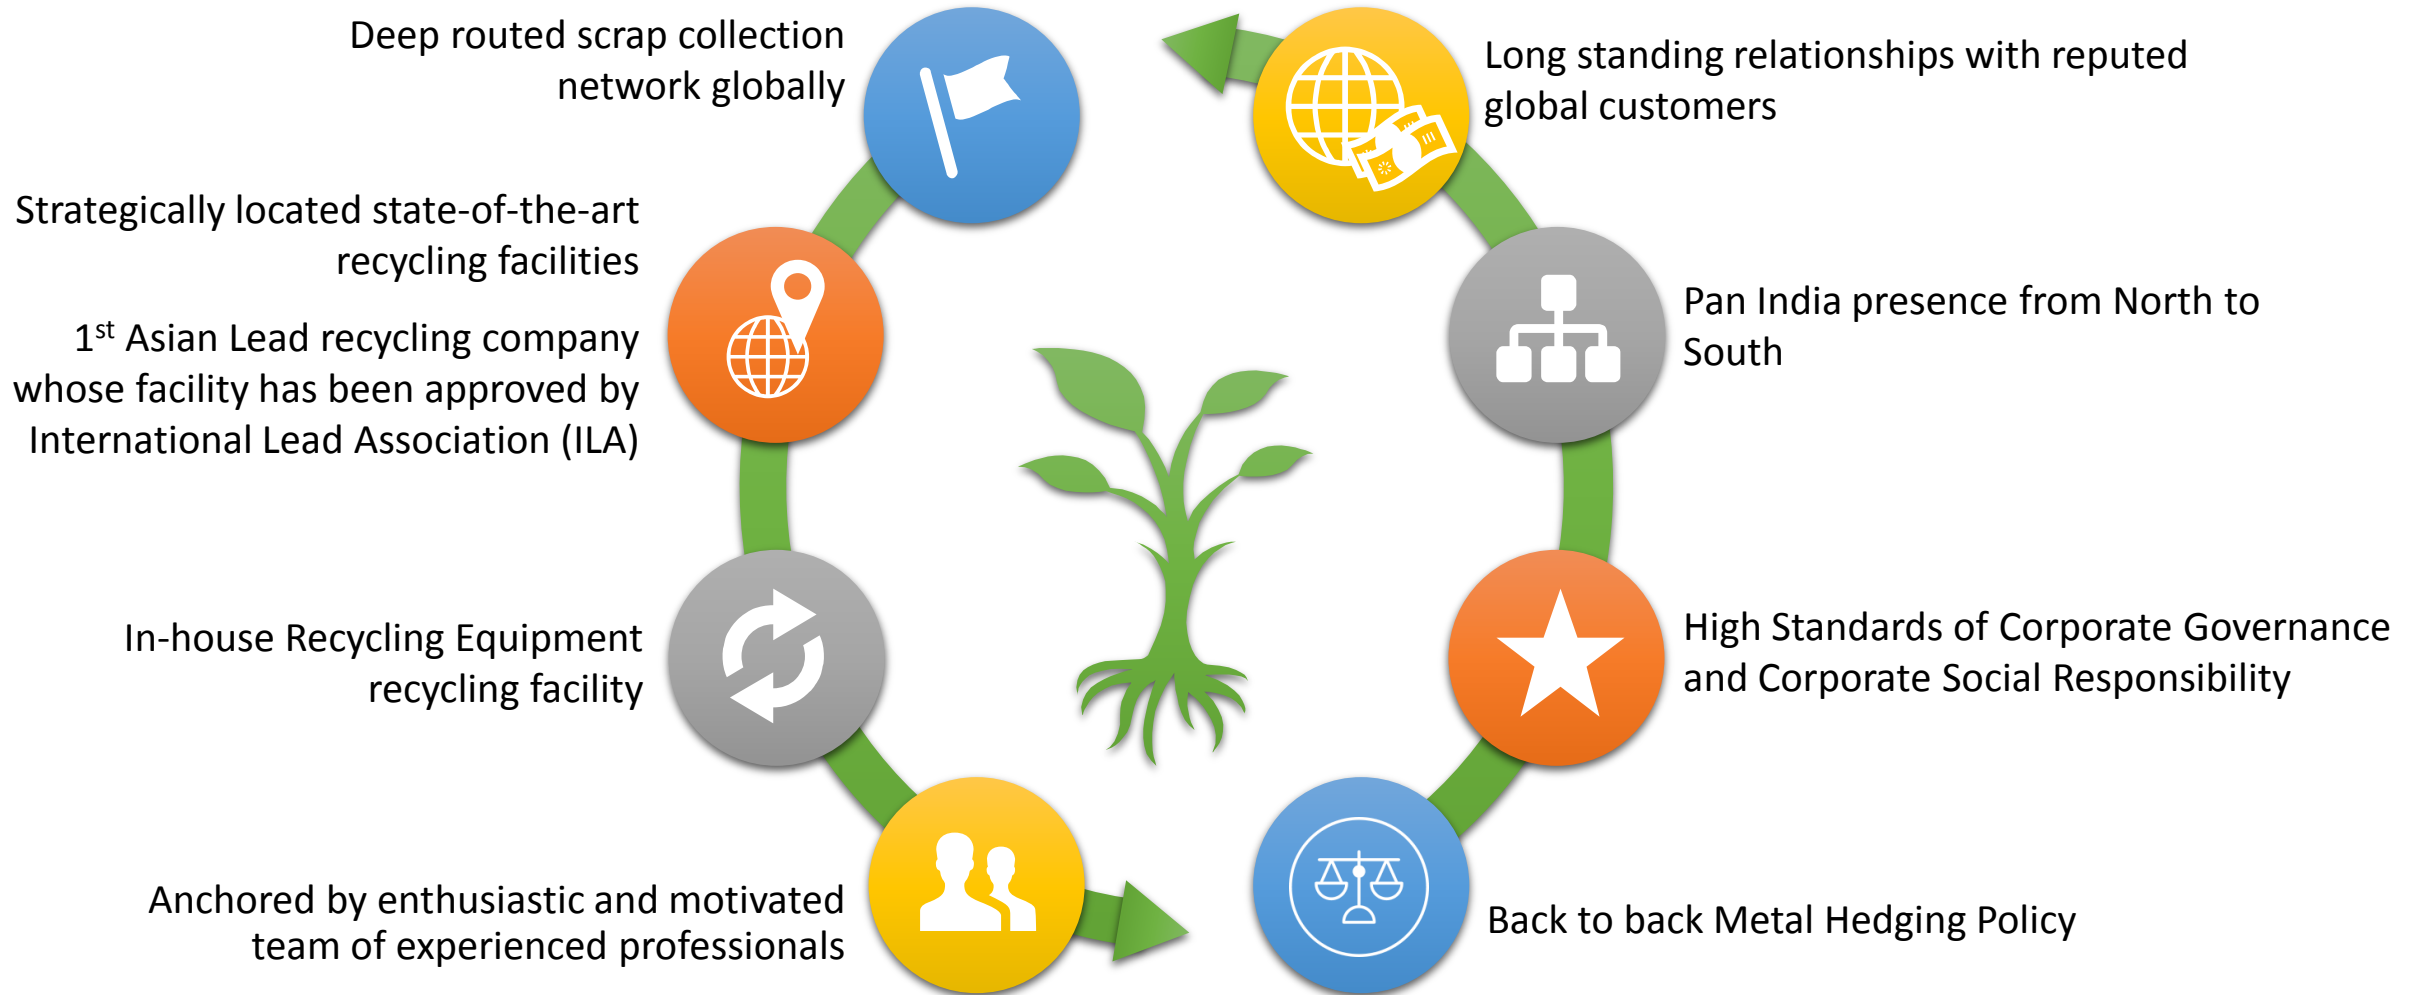 Deep routed scrap collection
network globally
Strategically located state-of-the-art
recycling facilities
1st Asian Lead recycling company
whose facility has been approved by
International Lead Association (ILA)
In-house Recycling Equipment
recycling facility
Anchored by enthusiastic and motivated
team of experienced professionals
Long standing relationships with reputed
global customers
Pan India presence from North to
South
High Standards of Corporate Governance
and Corporate Social Responsibility
Back to back Metal Hedging Policy